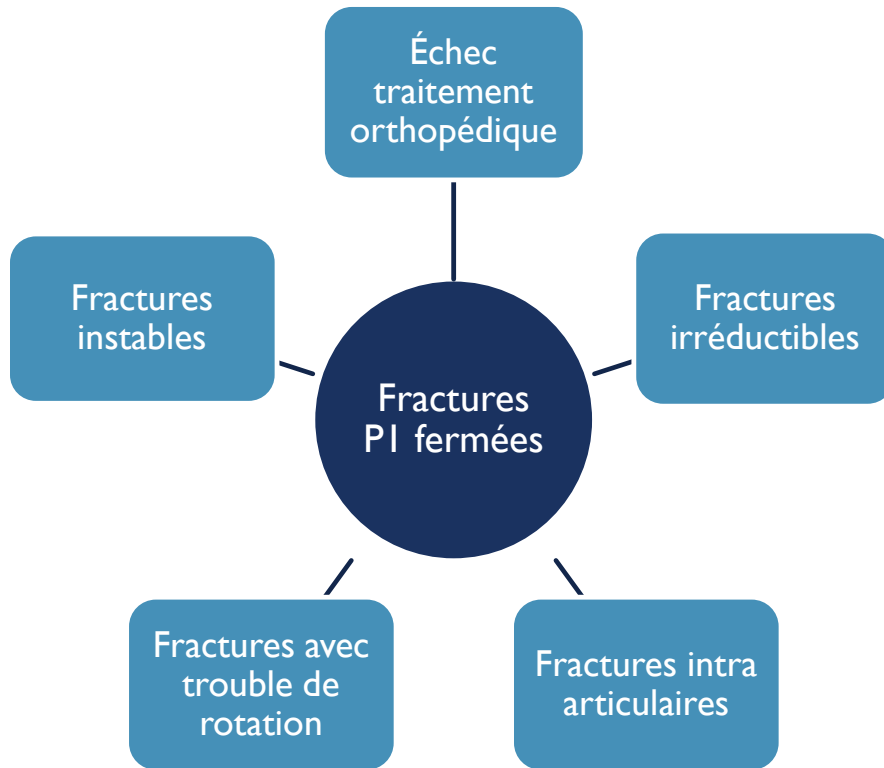 Échec
traitement
orthopédique
Fractures
instables
Fractures
irréductibles
Fractures
P1 fermées
Fractures avec
trouble de
rotation
Fractures intra
articulaires